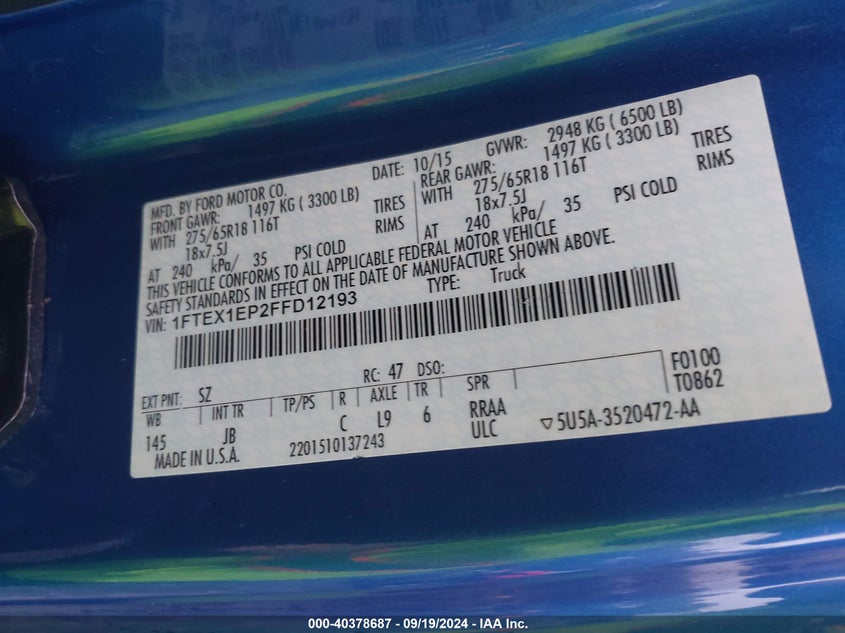 MFD. BY FORD MOTOR CO.
DATE: 10/15 GVWR: 2948 KG ( 6500 LB)
FRONT GAWR: 1497 KG ( 3300 LB) REAR GAWR: 1497 KG ( 3300 LB)
WITH 275/65R18 116T TIRES WITH 275/65R18 116T TIRES
18x7.5J RIMS 18x7.5J RIMS
AT 240 kPa/ 35 PSI COLD AT 240 kPa/ 35 PSI COLD
THIS VEHICLE CONFORMS TO ALL APPLICABLE FEDERAL MOTOR VEHICLE
SAFETY STANDARDS IN EFFECT ON THE DATE OF MANUFACTURE SHOWN ABOVE.
VIN: 1FTEX1EP2FFD12193 TYPE: Truck
EXT PNT: SZ RC: 47 DSO: F0100
WB INT TR TP/PS R AXLE TR SPR T0862
145 JB C L9 6 RRAA
MADE IN U.S.A. 2201510137243 ULC ▽5U5A-3520472-AA
000-40378687 - 09/19/2024 - IAA Inc.